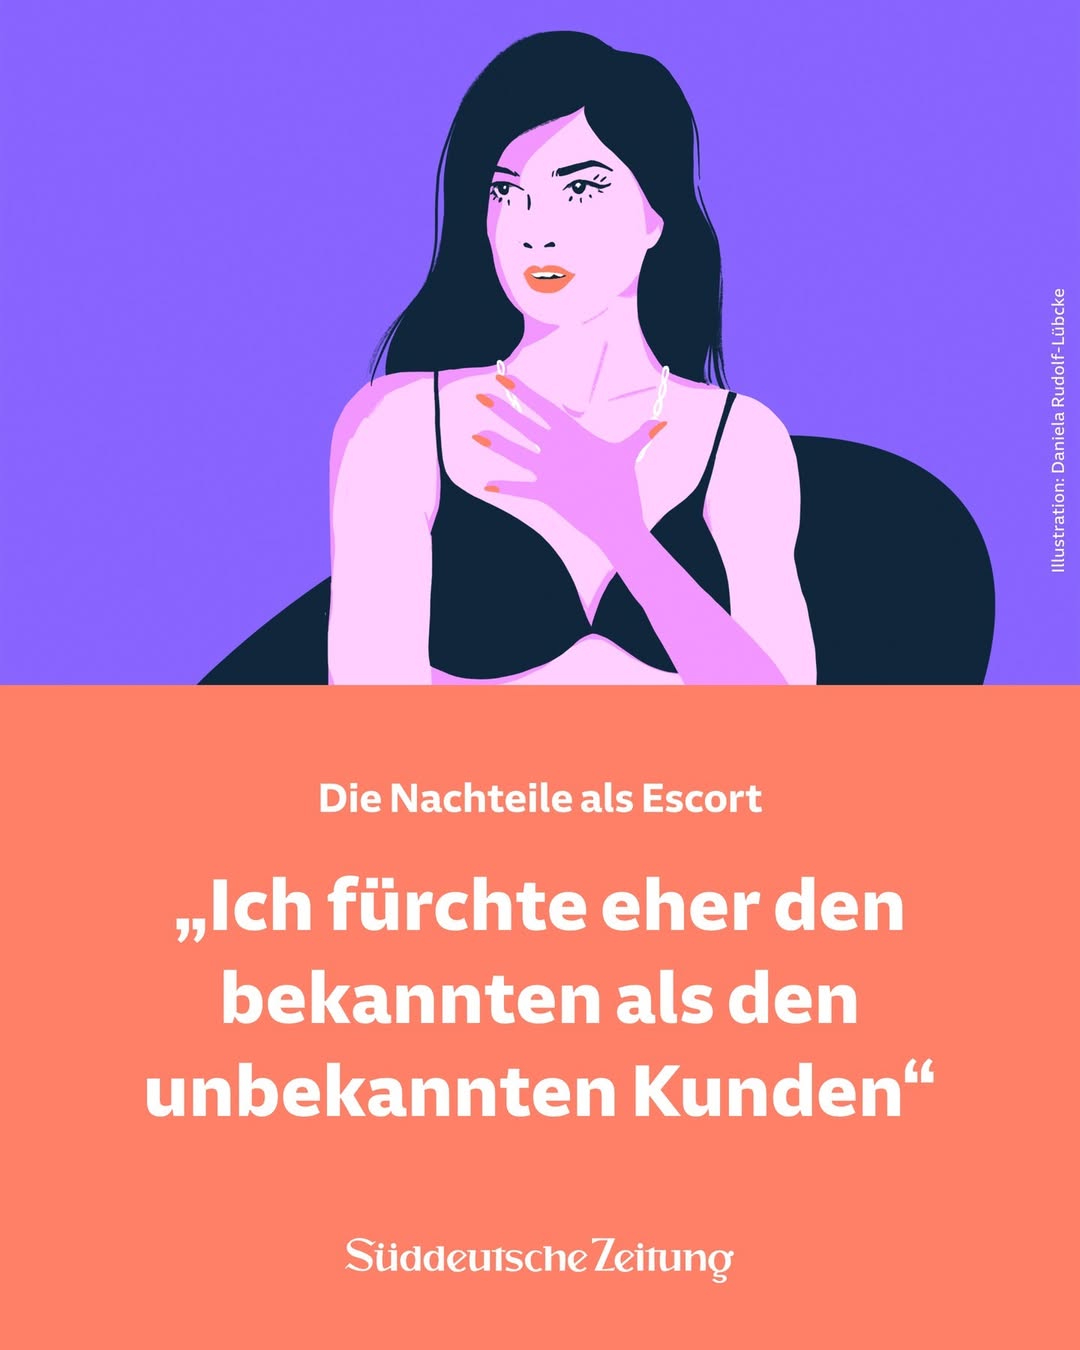 Illustration: Daniela Rudolf-Lübcke
Die Nachteile als Escort
„Ich fürchte eher den
bekannten als den
unbekannten Kunden“
Süddeutsche Zeitung